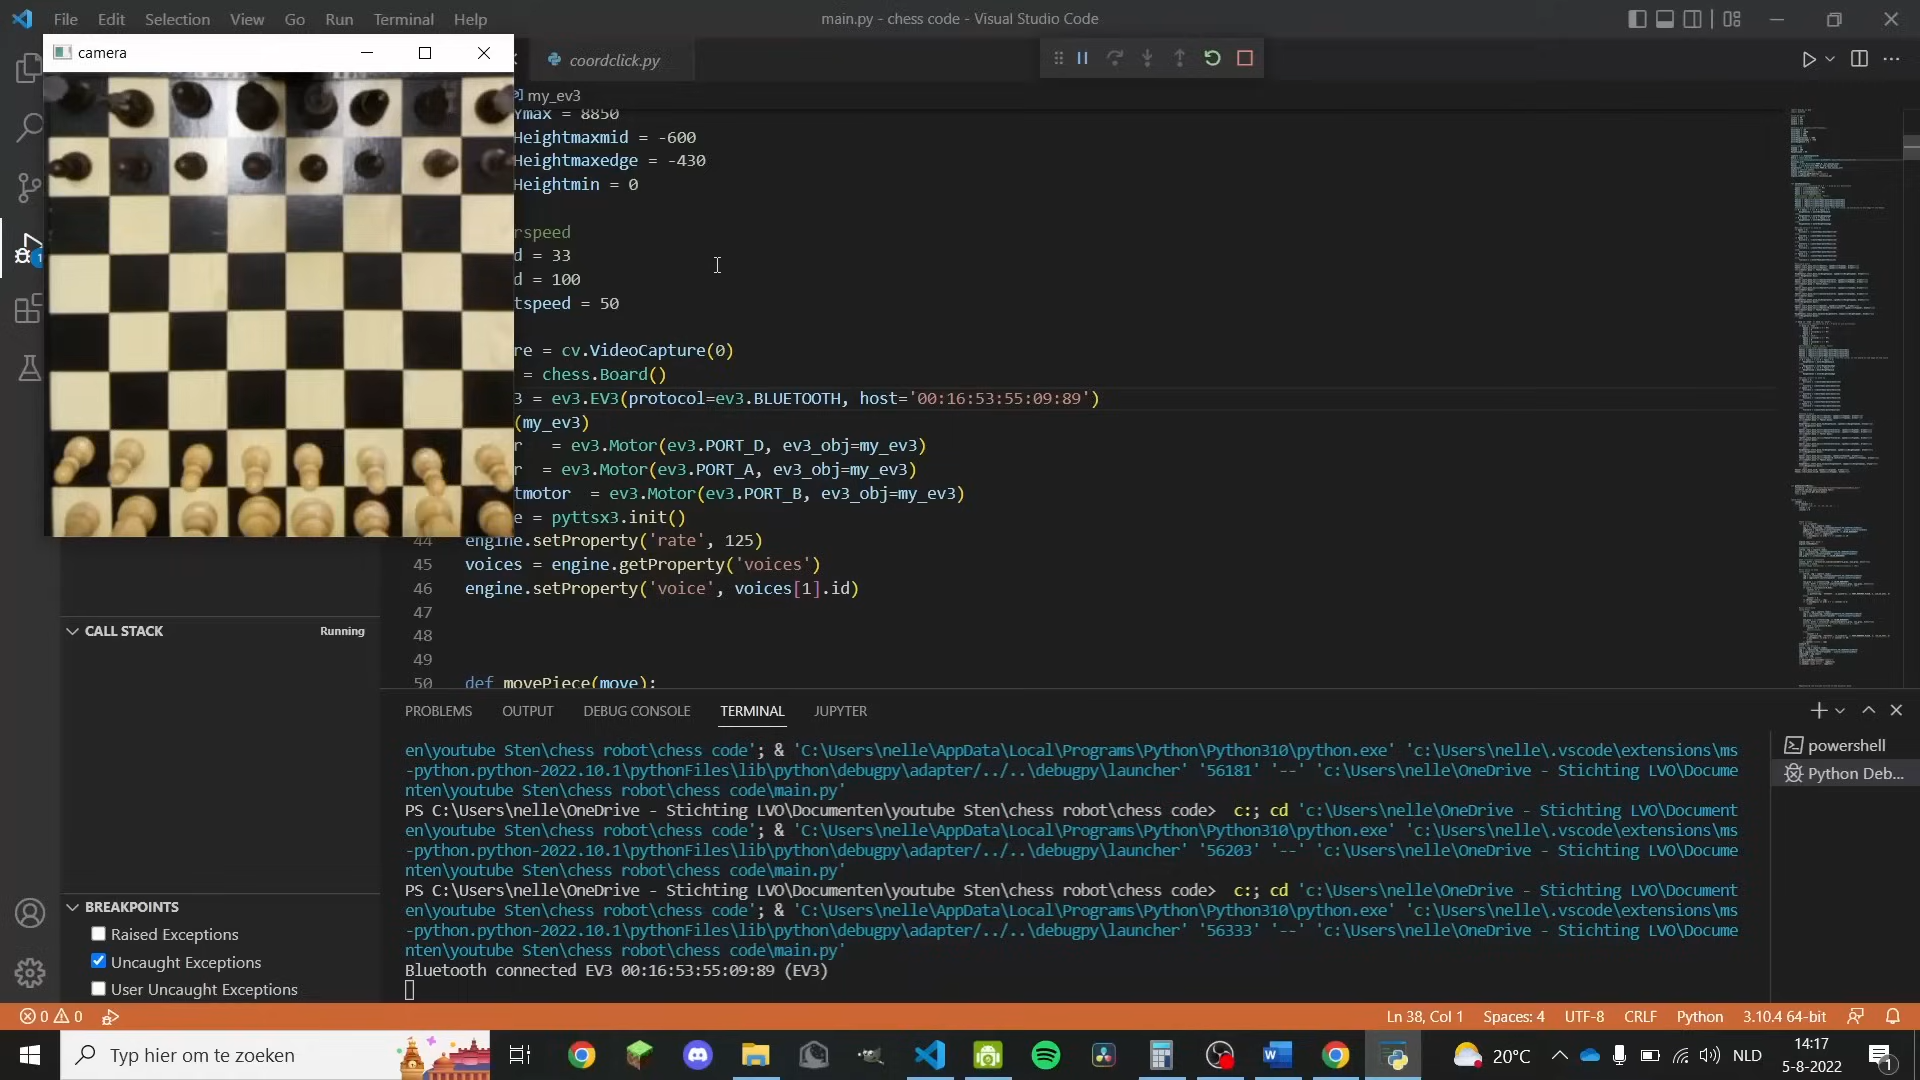 File Edit Selection View Go Run Terminal Help
main.py - chess code - Visual Studio Code
camera
coordclick.py
my_ev3
Ymax = 8850
Heightmaxmid = -600
Heightmaxedge = -430
Heightmin = 0
rspeed
d = 33
d = 100
tspeed = 50
re = cv.VideoCapture(0)
= chess.Board()
3 = ev3.EV3(protocol=ev3.BLUETOOTH, host='00:16:53:55:09:89')
(my_ev3)
r = ev3.Motor(ev3.PORT_D, ev3_obj=my_ev3)
r = ev3.Motor(ev3.PORT_A, ev3_obj=my_ev3)
tmotor = ev3.Motor(ev3.PORT_B, ev3_obj=my_ev3)
e = pyttsx3.init()
44 engine.setProperty('rate', 125)
45 voices = engine.getProperty('voices')
46 engine.setProperty('voice', voices[1].id)
47
48
49
50 def movePiece(move):
1
CALL STACK Running
BREAKPOINTS
Raised Exceptions
Uncaught Exceptions
User Uncaught Exceptions
PROBLEMS OUTPUT DEBUG CONSOLE TERMINAL JUPYTER
en\youtube Sten\chess robot\chess code'; & 'C:\Users\nelle\AppData\Local\Programs\Python\Python310\python.exe' 'c:\Users\nelle\.vscode\extensions\ms
-python.python-2022.10.1\pythonFiles\lib\python\debugpy\adapter/../..\debugpy\launcher' '56181' '--' 'c:\Users\nelle\OneDrive - Stichting LVO\Docume
nten\youtube Sten\chess robot\chess code\main.py'
PS C:\Users\nelle\OneDrive - Stichting LVO\Documenten\youtube Sten\chess robot\chess code> c:; cd 'c:\Users\nelle\OneDrive - Stichting LVO\Document
en\youtube Sten\chess robot\chess code'; & 'C:\Users\nelle\AppData\Local\Programs\Python\Python310\python.exe' 'c:\Users\nelle\.vscode\extensions\ms
-python.python-2022.10.1\pythonFiles\lib\python\debugpy\adapter/../..\debugpy\launcher' '56203' '--' 'c:\Users\nelle\OneDrive - Stichting LVO\Docume
nten\youtube Sten\chess robot\chess code\main.py'
PS C:\Users\nelle\OneDrive - Stichting LVO\Documenten\youtube Sten\chess robot\chess code> c:; cd 'c:\Users\nelle\OneDrive - Stichting LVO\Document
en\youtube Sten\chess robot\chess code'; & 'C:\Users\nelle\AppData\Local\Programs\Python\Python310\python.exe' 'c:\Users\nelle\.vscode\extensions\ms
-python.python-2022.10.1\pythonFiles\lib\python\debugpy\adapter/../..\debugpy\launcher' '56333' '--' 'c:\Users\nelle\OneDrive - Stichting LVO\Docume
nten\youtube Sten\chess robot\chess code\main.py'
Bluetooth connected EV3 00:16:53:55:09:89 (EV3)
powershell
Python Deb...
0 0
Ln 38, Col 1 Spaces: 4 UTF-8 CRLF Python 3.10.4 64-bit
Typ hier om te zoeken
20°C NLD
14:17
5-8-2022
1